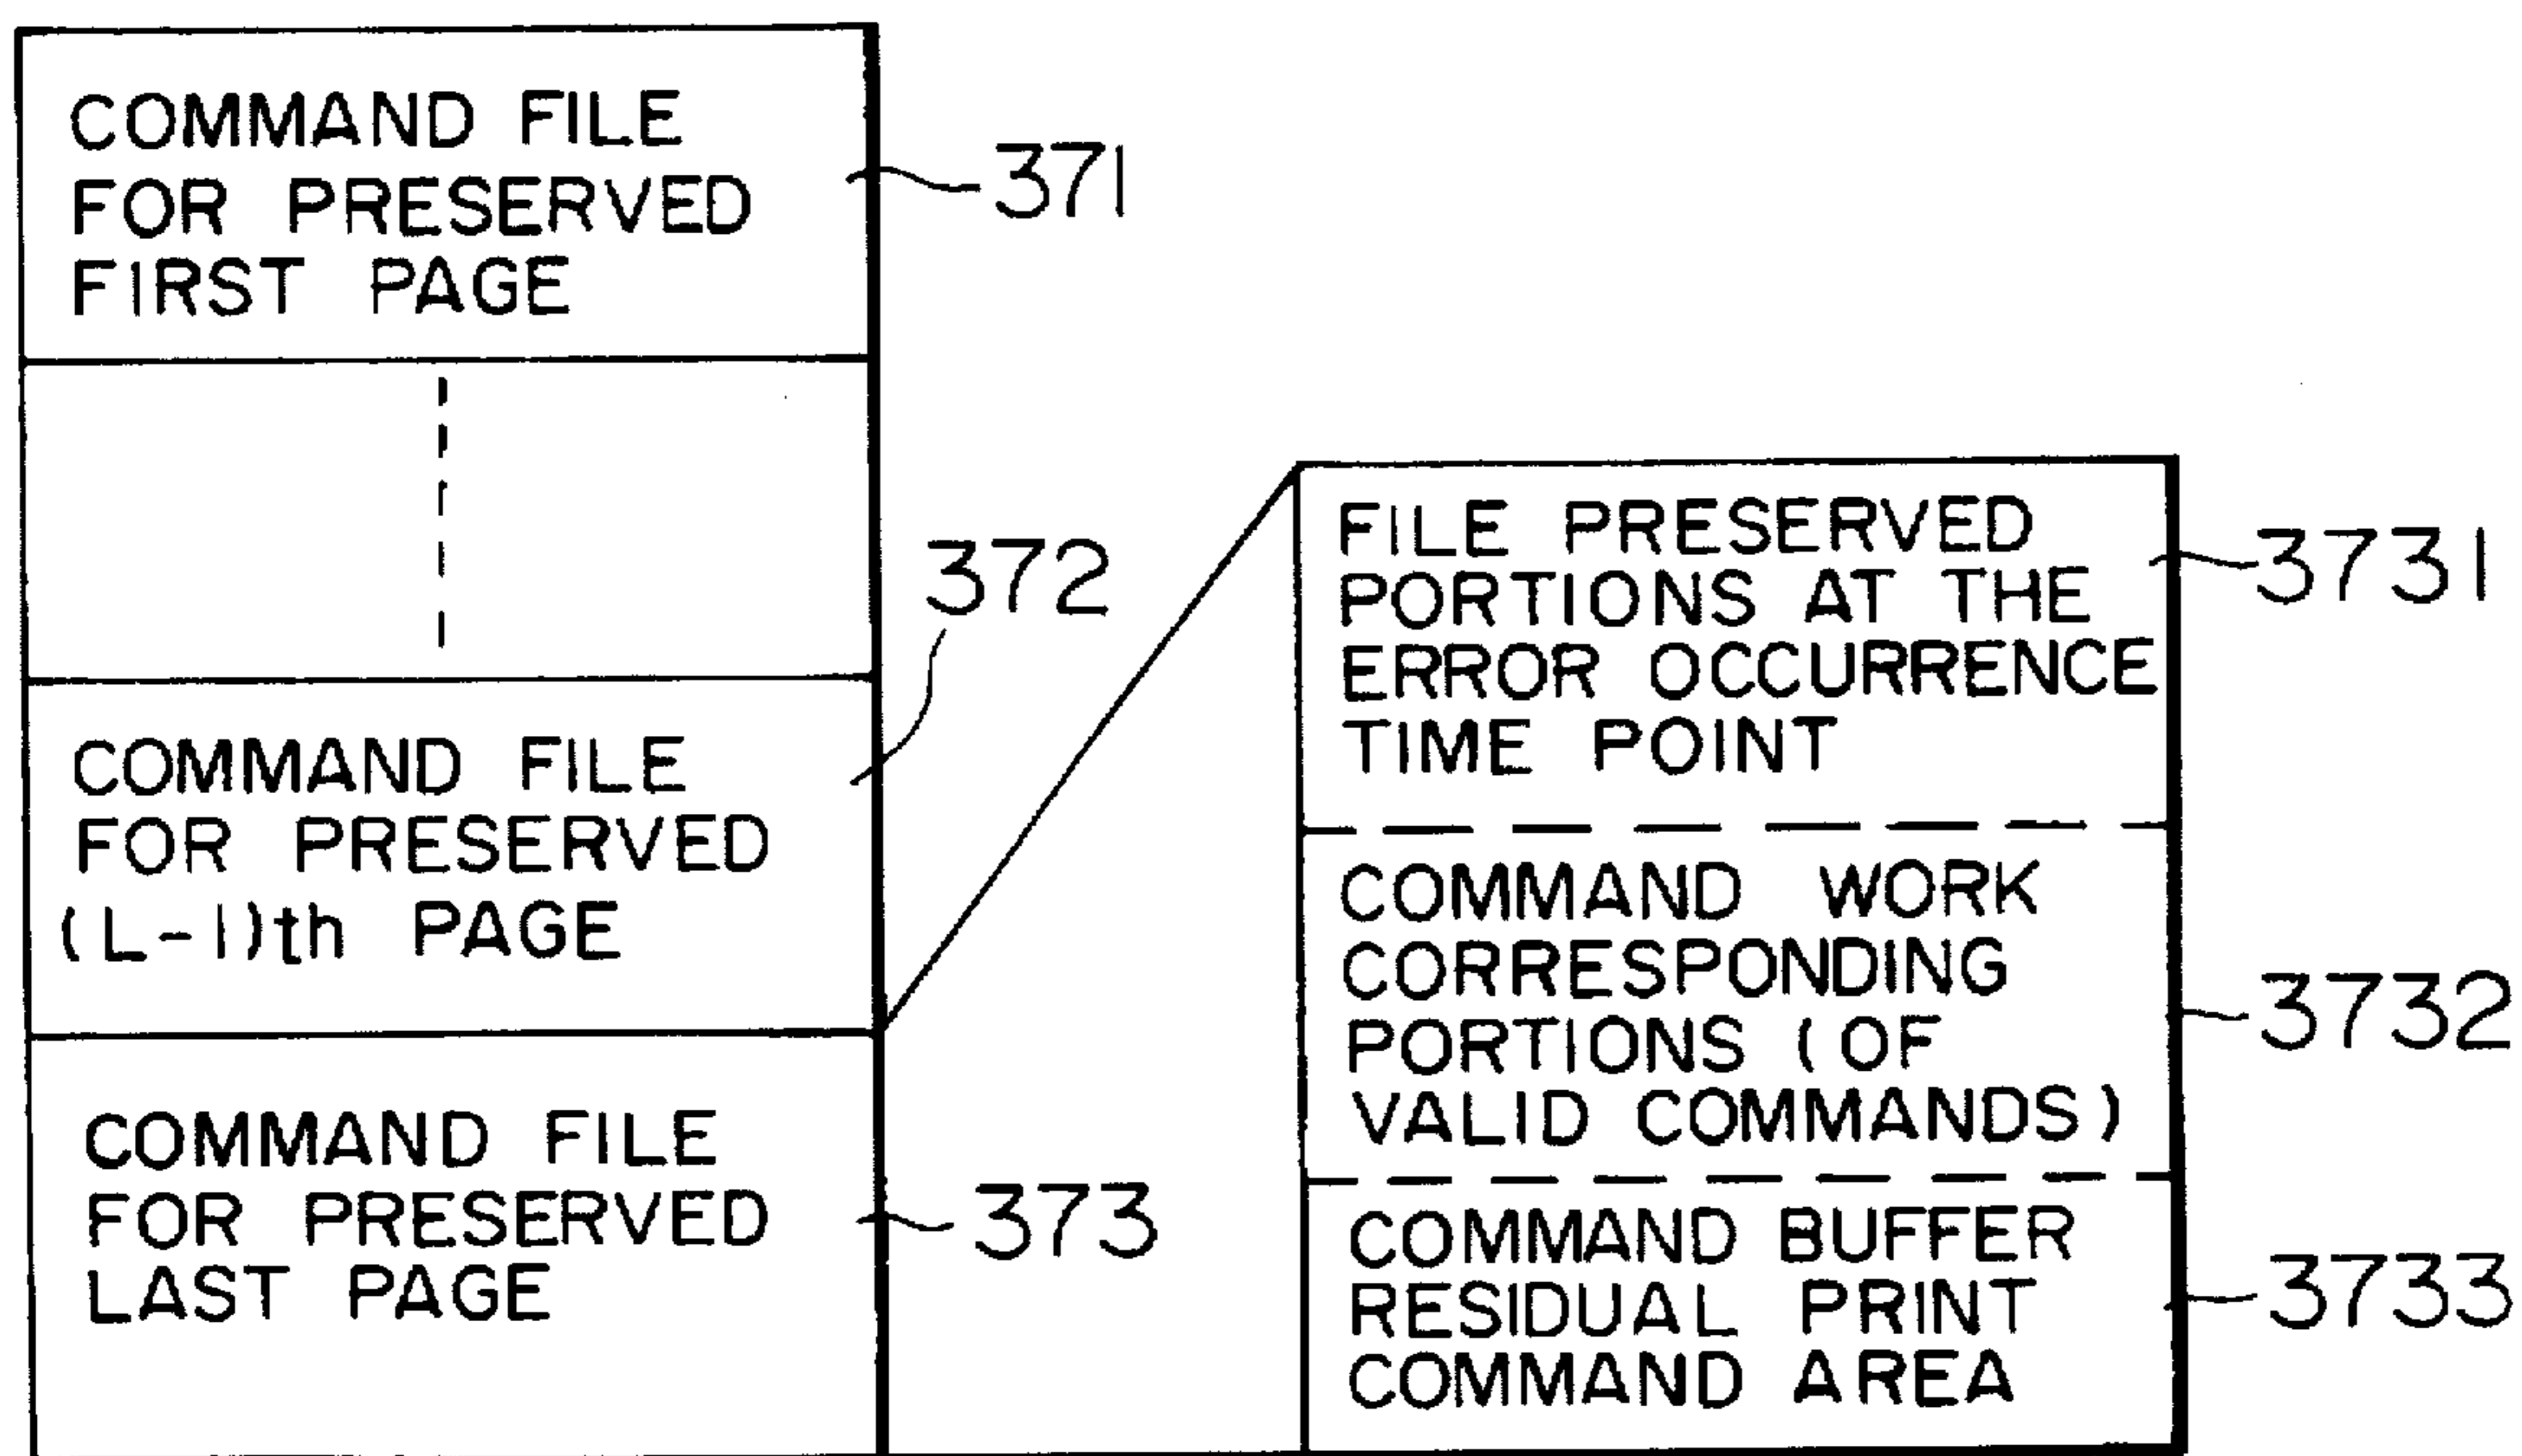 COMMAND FILE
FOR PRESERVED
FIRST PAGE
371
372
COMMAND FILE
FOR PRESERVED
(L-1)th PAGE
COMMAND FILE
FOR PRESERVED
LAST PAGE
373
FILE PRESERVED
PORTIONS AT THE
ERROR OCCURRENCE
TIME POINT
3731
COMMAND WORK
CORRESPONDING
PORTIONS (OF
VALID COMMANDS)
3732
COMMAND BUFFER
RESIDUAL PRINT
COMMAND AREA
3733